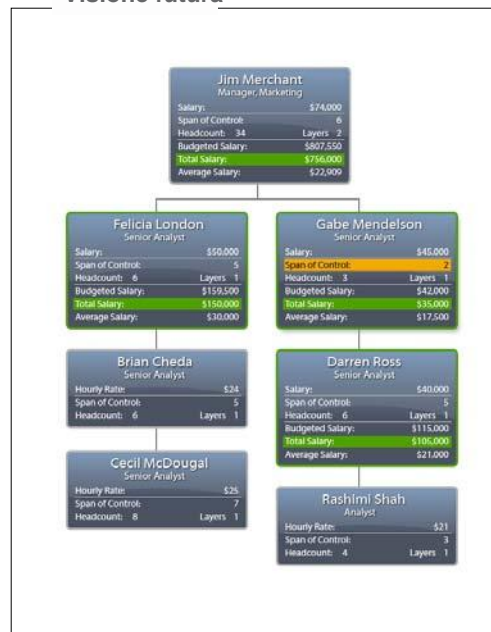 Visione futura
Jim Merchant
Manager, Marketing
Salary: $74,000
Span of Control: 6
Headcount: 34 Layers 2
Budgeted Salary: $807,550
Total Salary: $756,000
Average Salary: $22,909
Felicia London
Senior Analyst
Salary: $50,000
Span of Control: 5
Headcount: 6 Layers 1
Budgeted Salary: $159,500
Total Salary: $150,000
Average Salary: $30,000
Gabe Mendelson
Senior Analyst
Salary: $45,000
Span of Control: 2
Headcount: 3 Layers 1
Budgeted Salary: $42,000
Total Salary: $35,000
Average Salary: $17,500
Brian Cheda
Senior Analyst
Hourly Rate: $24
Span of Control: 5
Headcount: 6 Layers 1
Darren Ross
Senior Analyst
Salary: $40,000
Span of Control: 5
Headcount: 6 Layers 1
Budgeted Salary: $115,000
Total Salary: $105,000
Average Salary: $21,000
Cecil McDougal
Senior Analyst
Hourly Rate: $25
Span of Control: 7
Headcount: 8 Layers 1
Rashimi Shah
Analyst
Hourly Rate: $21
Span of Control: 3
Headcount: 4 Layers 1